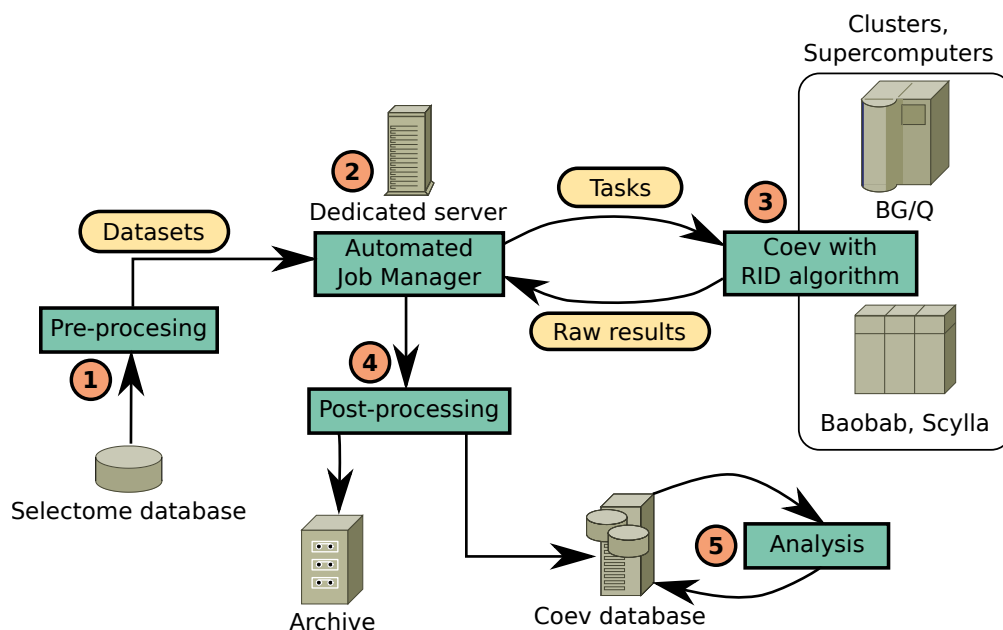 Clusters,
Supercomputers
2
Tasks
3
Dedicated server
BG/Q
Datasets
Automated
Job Manager
Coev with
RID algorithm
Pre-procesing
Raw results
1
4
Post-processing
Baobab, Scylla
Selectome database
5
Analysis
Archive
Coev database